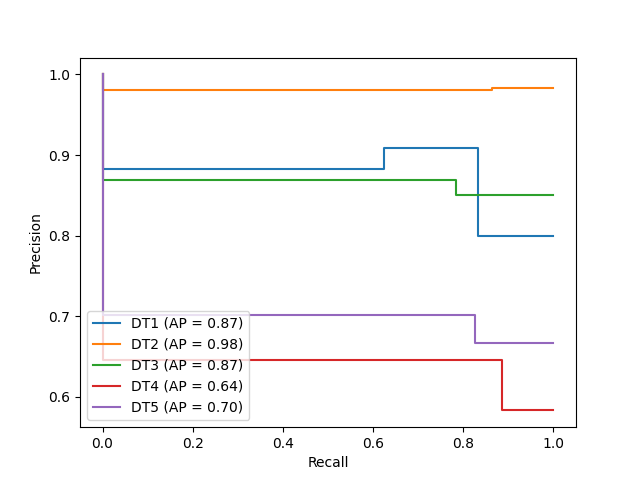 1.0
0.9
0.8
0.7
0.6
Precision
DT1 (AP = 0.87)
DT2 (AP = 0.98)
DT3 (AP = 0.87)
DT4 (AP = 0.64)
DT5 (AP = 0.70)
0.0 0.2 0.4 0.6 0.8 1.0
Recall